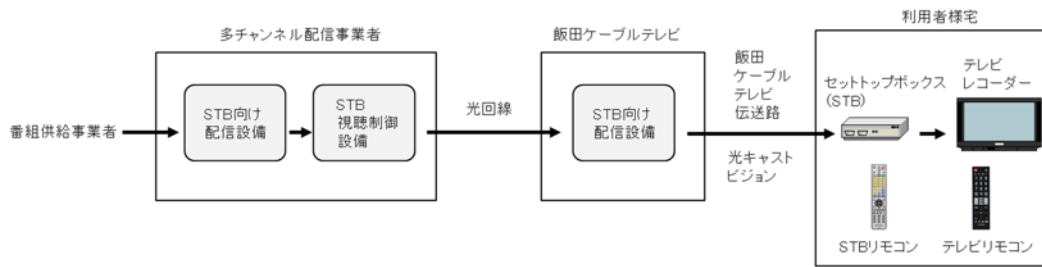 番組供給事業者
多チャンネル配信事業者
STB向け
配信設備
STB
視聴制御
設備
光回線
飯田ケーブルテレビ
STB向け
配信設備
飯田
ケーブル
テレビ
伝送路
光キャスト
ビジョン
利用者様宅
セットトップボックス
(STB)
テレビ
レコーダー
STBリモコン
テレビリモコン